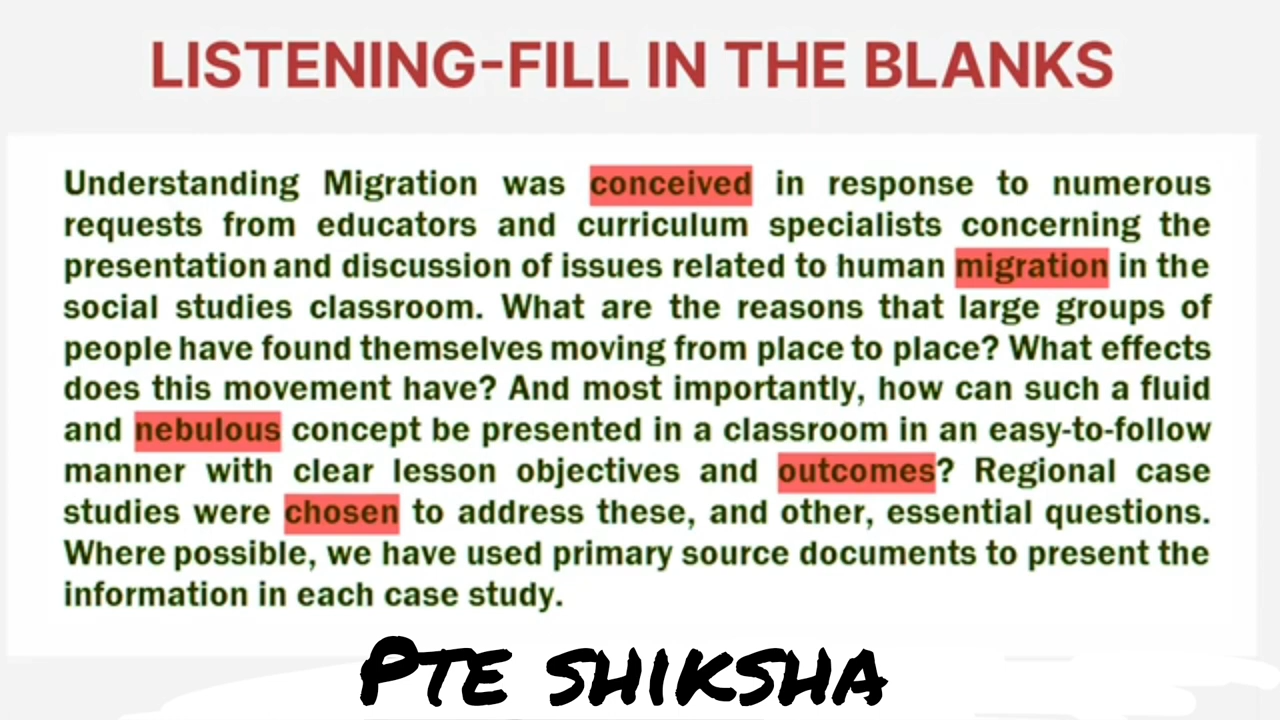 LISTENING-FILL IN THE BLANKS
Understanding Migration was conceived in response to numerous
requests from educators and curriculum specialists concerning the
presentation and discussion of issues related to human migration in the
social studies classroom. What are the reasons that large groups of
people have found themselves moving from place to place? What effects
does this movement have? And most importantly, how can such a fluid
and nebulous concept be presented in a classroom in an easy-to-follow
manner with clear lesson objectives and outcomes? Regional case
studies were chosen to address these, and other, essential questions.
Where possible, we have used primary source documents to present the
information in each case study.
PTE SHIKSHA